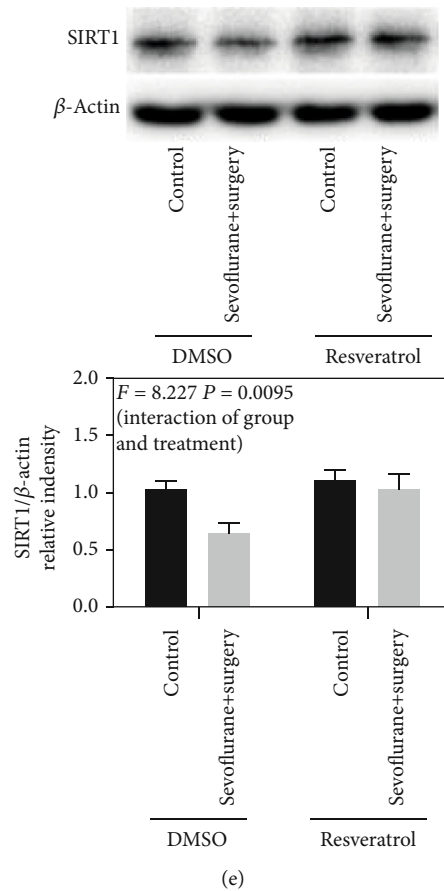 SIRT1
β-Actin
Control
Sevoflurane+surgery
Control
Sevoflurane+surgery
DMSO
Resveratrol
F = 8.227 P = 0.0095
(interaction of group
and treatment)
SIRT1/β-actin
relative indensity
2.0
1.5
1.0
0.5
0.0
Control
Sevoflurane+surgery
Control
Sevoflurane+surgery
DMSO
Resveratrol
(e)